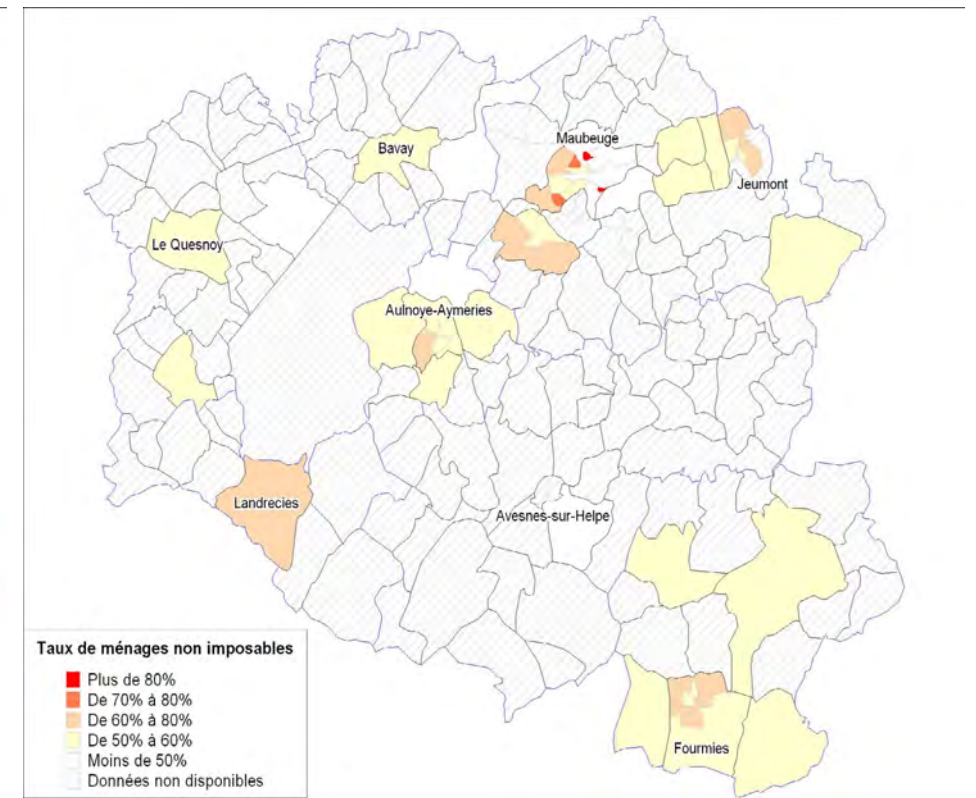 Maubeuge
Bavay
Jeumont
Le Quesnoy
Aulnoye-Aymeries
Landrecies
Avesnes-sur-Helpe
Fourmies
Taux de ménages non imposables
Plus de 80%
De 70% à 80%
De 60% à 80%
De 50% à 60%
Moins de 50%
Données non disponibles